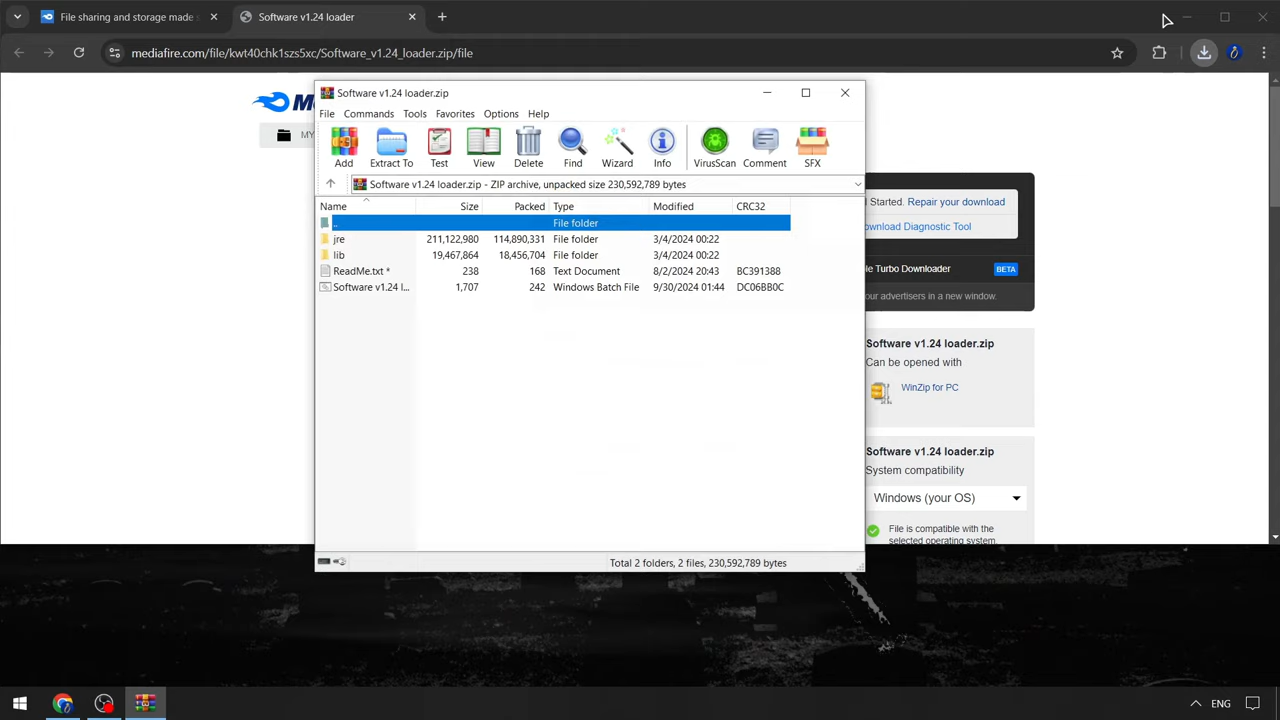 File sharing and storage made s
Software v1.24 loader
mediafire.com/file/kwt40chk1szs5xc/Software_v1.24_loader.zip/file
MY
Software v1.24 loader.zip
File Commands Tools Favorites Options Help
Add Extract To Test View Delete Find Wizard Info VirusScan Comment SFX
Software v1.24 loader.zip - ZIP archive, unpacked size 230,592,789 bytes
Name Size Packed Type Modified CRC32
.. File folder
jre 211,122,980 114,890,331 File folder 3/4/2024 00:22
lib 19,467,864 18,456,704 File folder 3/4/2024 00:22
ReadMe.txt * 238 168 Text Document 8/2/2024 20:43 BC391388
Software v1.24 l... 1,707 242 Windows Batch File 9/30/2024 01:44 DC06BB0C
Total 2 folders, 2 files, 230,592,789 bytes
Started. Repair your download
ownload Diagnostic Tool
le Turbo Downloader BETA
our advertisers in a new window.
Software v1.24 loader.zip
Can be opened with
WinZip for PC
Software v1.24 loader.zip
System compatibility
Windows (your OS)
File is compatible with the
selected operating system.
ENG